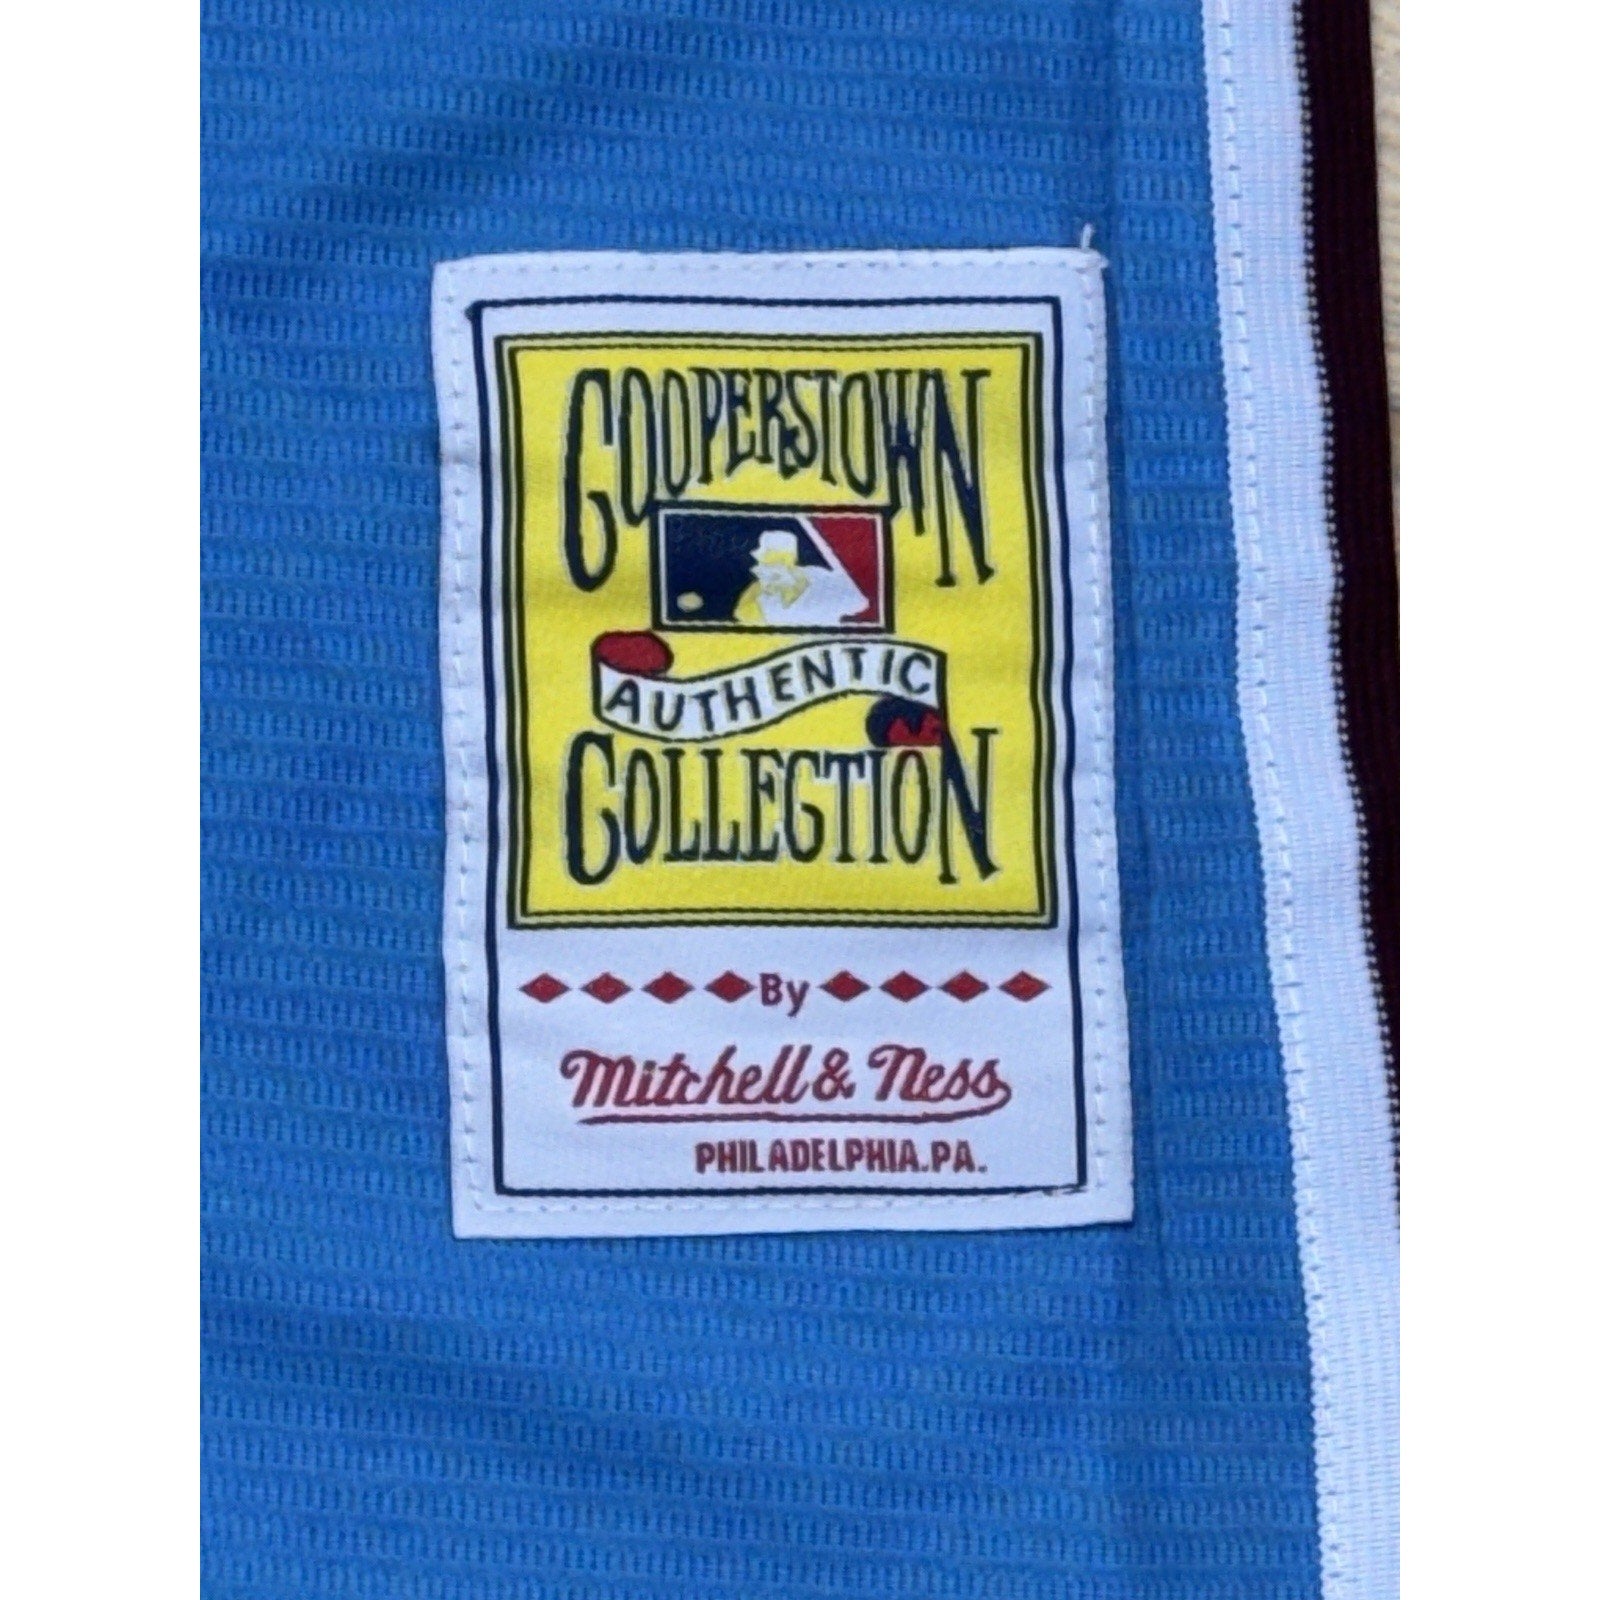 COOPERSTOWN
AUTHENTIC
COLLECTION
By
Mitchell & Ness
PHILADELPHIA.PA.